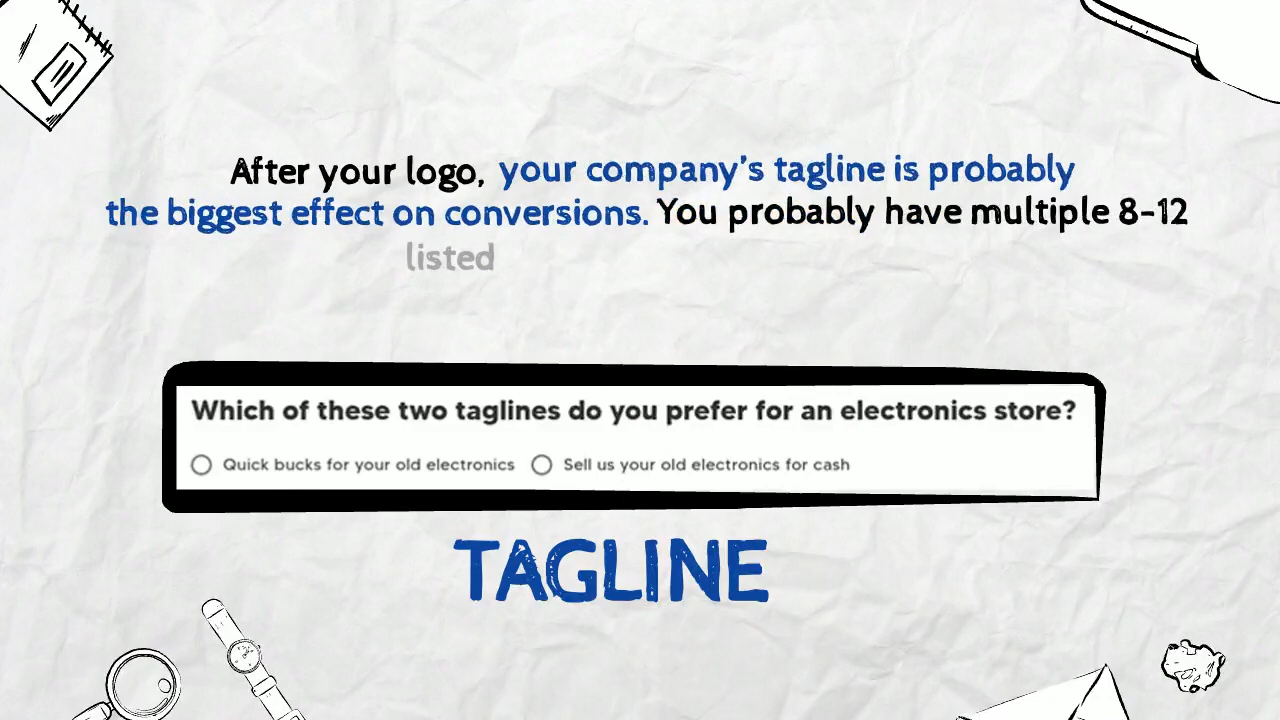 After your logo, your company's tagline is probably
the biggest effect on conversions. You probably have multiple 8-12
listed
Which of these two taglines do you prefer for an electronics store?
Quick bucks for your old electronics Sell us your old electronics for cash
TAGLINE